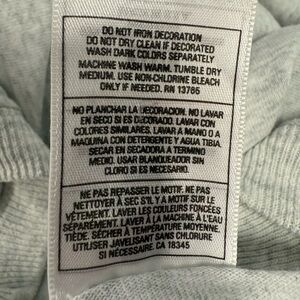 DO NOT IRON DECORATION
DO NOT DRY CLEAN IF DECORATED
WASH DARK COLORS SEPARATELY
MACHINE WASH WARM. TUMBLE DRY
MEDIUM. USE NON-CHLORINE BLEACH
ONLY IF NEEDED. RN 13765
NO PLANCHAR LA DECORACION. NO LAVAR
EN SECO SI ES DECORADO. LAVAR CON
COLORES SIMILARES. LAVAR A MANO O A
MAQUINA CON DETERGENTE Y AGUA TIBIA.
SECAR EN SECADORA A TERMINO
MEDIO. USAR BLANQUEADOR SIN
CLORO SI ES NECESARIO.
NE PAS REPASSER LE MOTIF. NE PAS
NETTOYER À SEC S'IL Y A MOTIF SUR LE
VÊTEMENT. LAVER LES COULEURS FONCÉES
SÉPARÉMENT. LAVER À LA MACHINE À L'EAU
TIÈDE. SÉCHER À TEMPÉRATURE MOYENNE.
UTILISER JAVELISANT SANS CHLORURE
SI NÉCESSAIRE. CA 18345